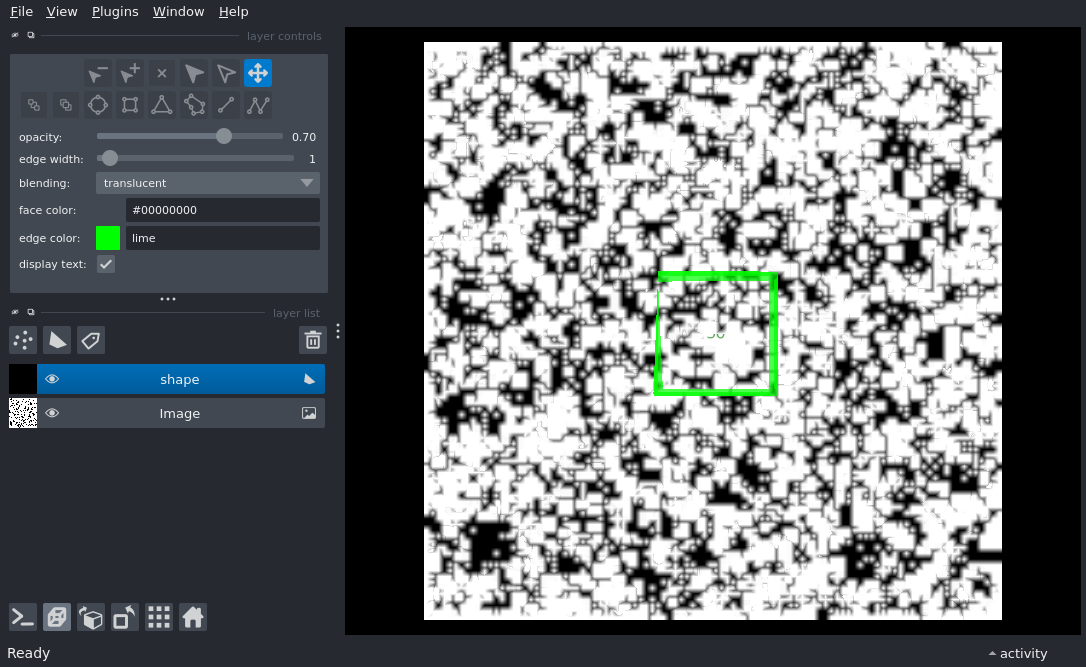 File View Plugins Window Help
layer controls
opacity: 0.70
edge width: 1
blending: translucent
face color: #00000000
edge color: lime
display text:
layer list
shape
Image
Ready
activity